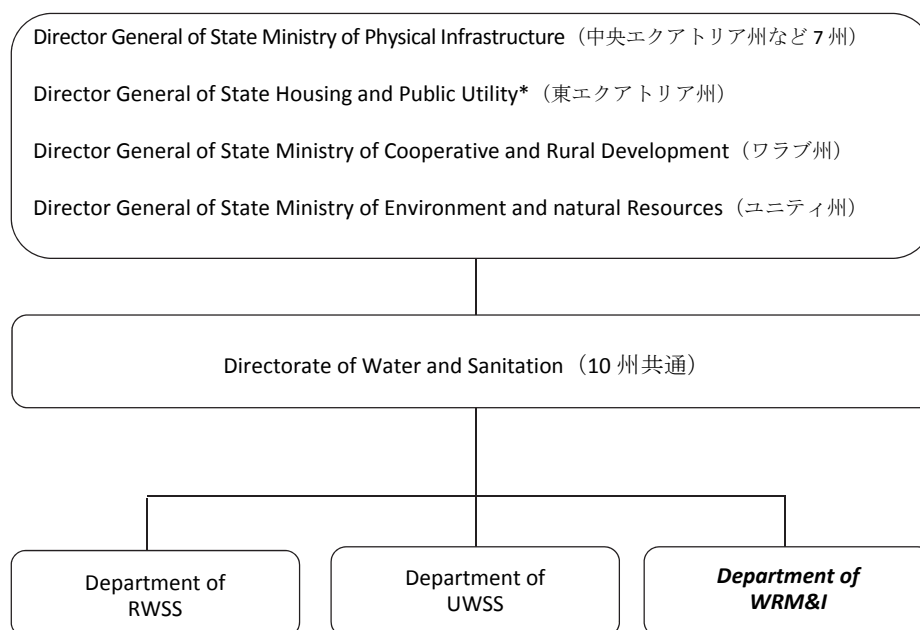 Director General of State Ministry of Physical Infrastructure（中央エクアトリア州など 7 州）
Director General of State Housing and Public Utility*（東エクアトリア州）
Director General of State Ministry of Cooperative and Rural Development（ワラブ州）
Director General of State Ministry of Environment and natural Resources（ユニティ州）
Directorate of Water and Sanitation（10 州共通）
Department of
RWSS
Department of
UWSS
Department of
WRM&I